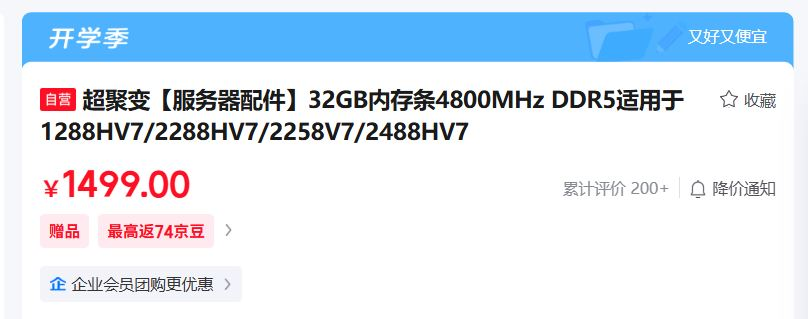 开学季
又好又便宜
自营 超聚变【服务器配件】32GB内存条4800MHz DDR5适用于
1288HV7/2288HV7/2258V7/2488HV7
收藏
¥1499.00
累计评价 200+
降价通知
赠品
最高返74京豆
企 企业会员团购更优惠